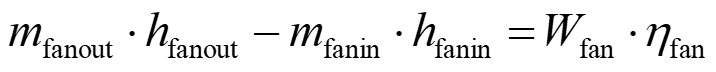 m_fanout · h_fanout − m_fanin · h_fanin = W_fan · η_fan